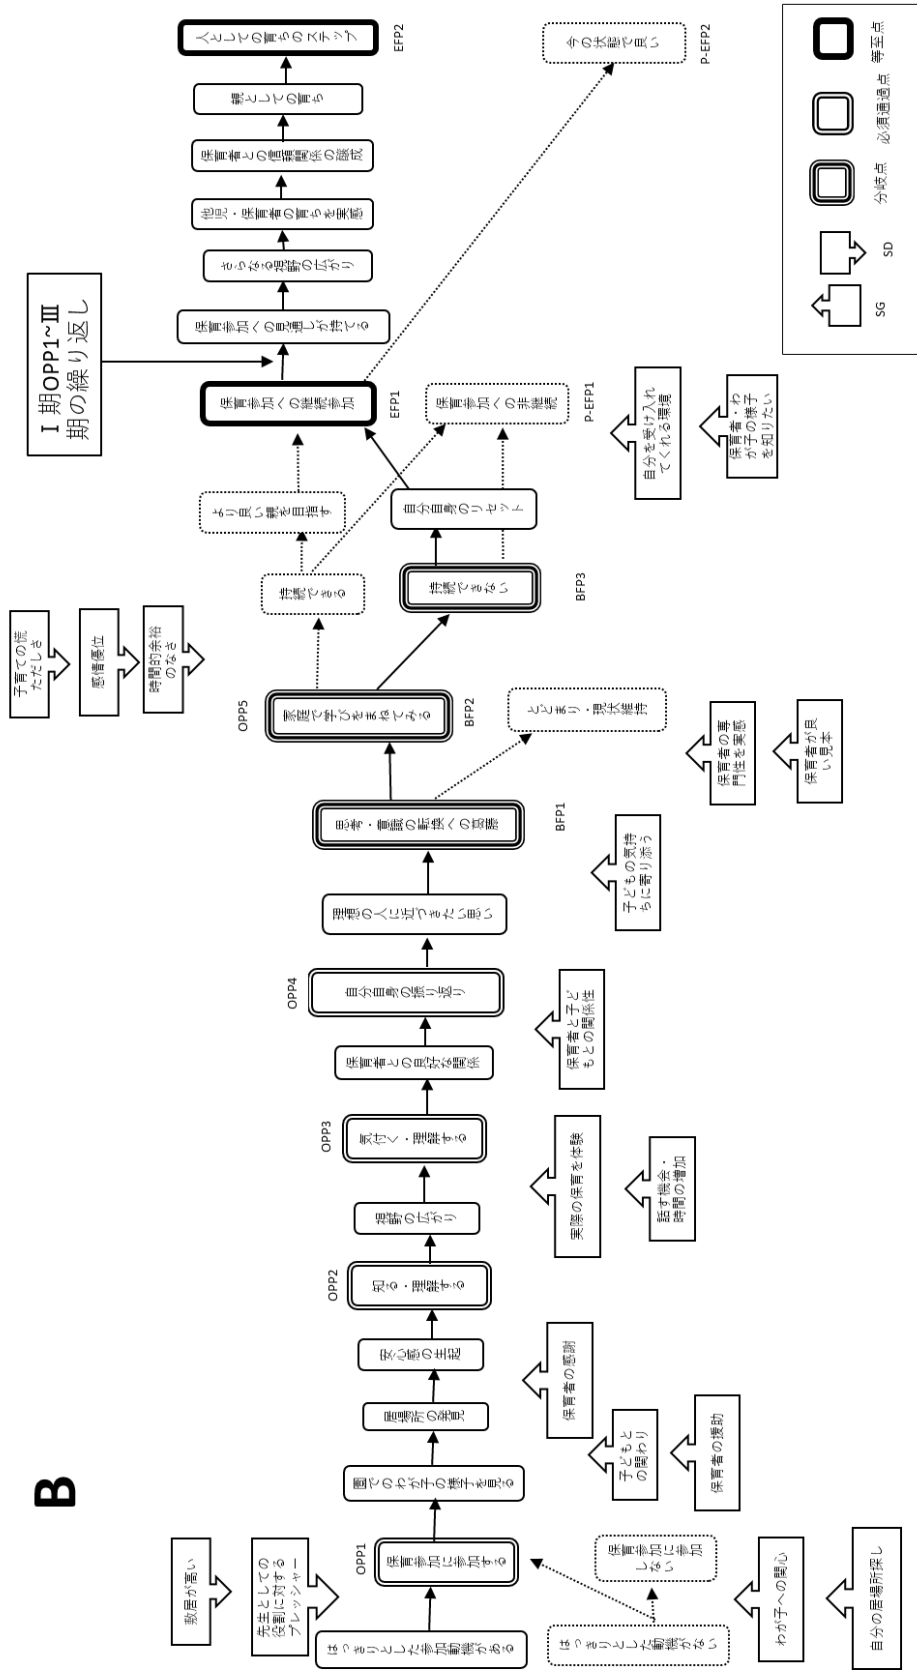 B
敷居が高い
先生としての
役割に対する
プレッシャー
はっきりとした参加動機がある
はっきりとした動機がない
OPP1
保育参加に参加する
保育参加に参加
しない
わが子への関心
自分の居場所探し
園でのわが子の様子を見る
子どもと
の関わり
保育者の援助
居場所の発見
安心感の生起
保育者の感謝
OPP2
知る・理解する
視野の広がり
実際の保育を体験
話す機会・
時間の増加
OPP3
気付く・理解する
保育者との良好な関係
保育者と子ど
もとの関係性
OPP4
自分自身の振り返り
理想の人に近づきたい思い
子どもの気持
ちに寄り添う
思考・意識の転換への葛藤
BFP1
とどまり・現状維持
保育者の専
門性を実感
保育者が良
い見本
OPP5
家庭で学びをまねてみる
BFP2
子育ての慌
ただしさ
感情優位
時間的余裕
のなさ
持続できる
持続できない
BFP3
より良い親を目指す
自分自身のリセット
保育参加への継続参加
EFP1
保育参加への非継続
P-EFP1
自分を受け入れ
てくれる環境
保育者・わ
が子の様子
を知りたい
Ⅰ期OPP1~Ⅲ
期の繰り返し
保育参加への見通しが持てる
さらなる視野の広がり
他児・保育者の育ちを実感
保育者との信頼関係の醸成
親としての育ち
人としての育ちのステップ
EFP2
今の状態で良い
P-EFP2
SG
SD
分岐点
必須通過点
等至点